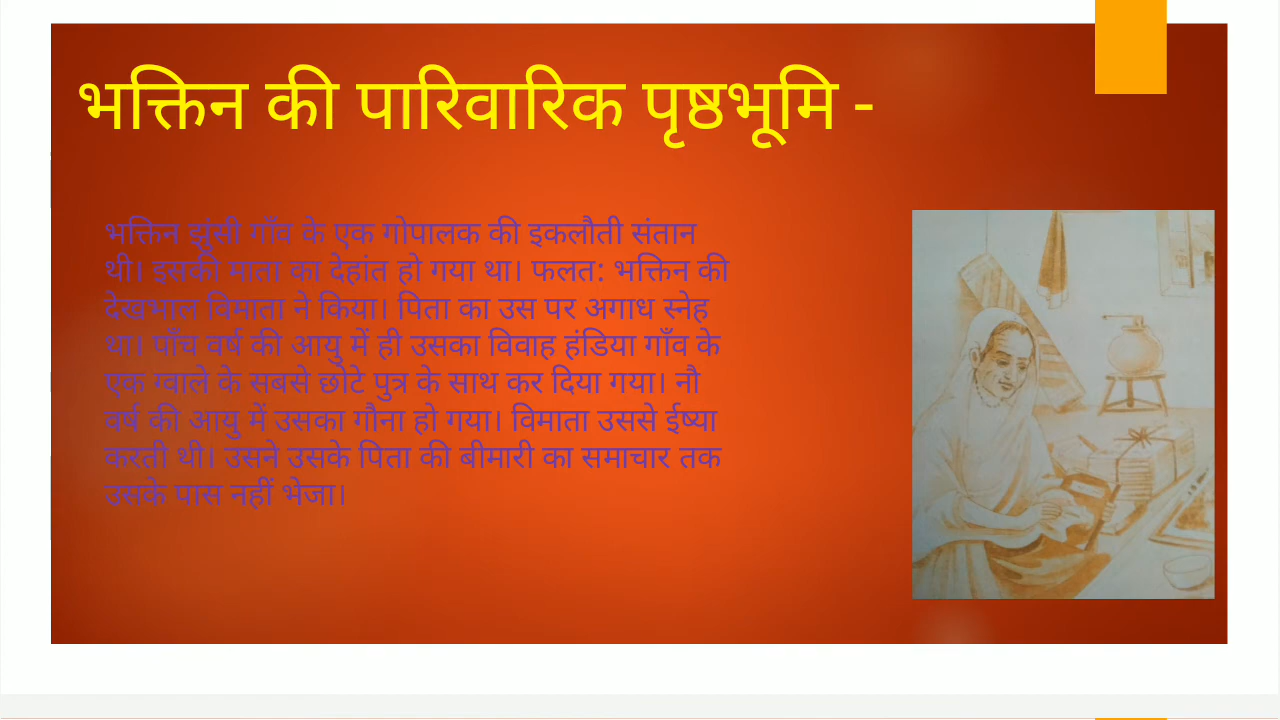 भक्तिन की पारिवारिक पृष्ठभूमि -
भक्तिन झुंसी गाँव के एक गोपालक की इकलौती संतान
थी। इसकी माता का देहांत हो गया था। फलत: भक्तिन की
देखभाल विमाता ने किया। पिता का उस पर अगाध स्नेह
था। पाँच वर्ष की आयु में ही उसका विवाह हंडिया गाँव के
एक ग्वाले के सबसे छोटे पुत्र के साथ कर दिया गया। नौ
वर्ष की आयु में उसका गौना हो गया। विमाता उससे ईष्या
करती थी। उसने उसके पिता की बीमारी का समाचार तक
उसके पास नहीं भेजा।